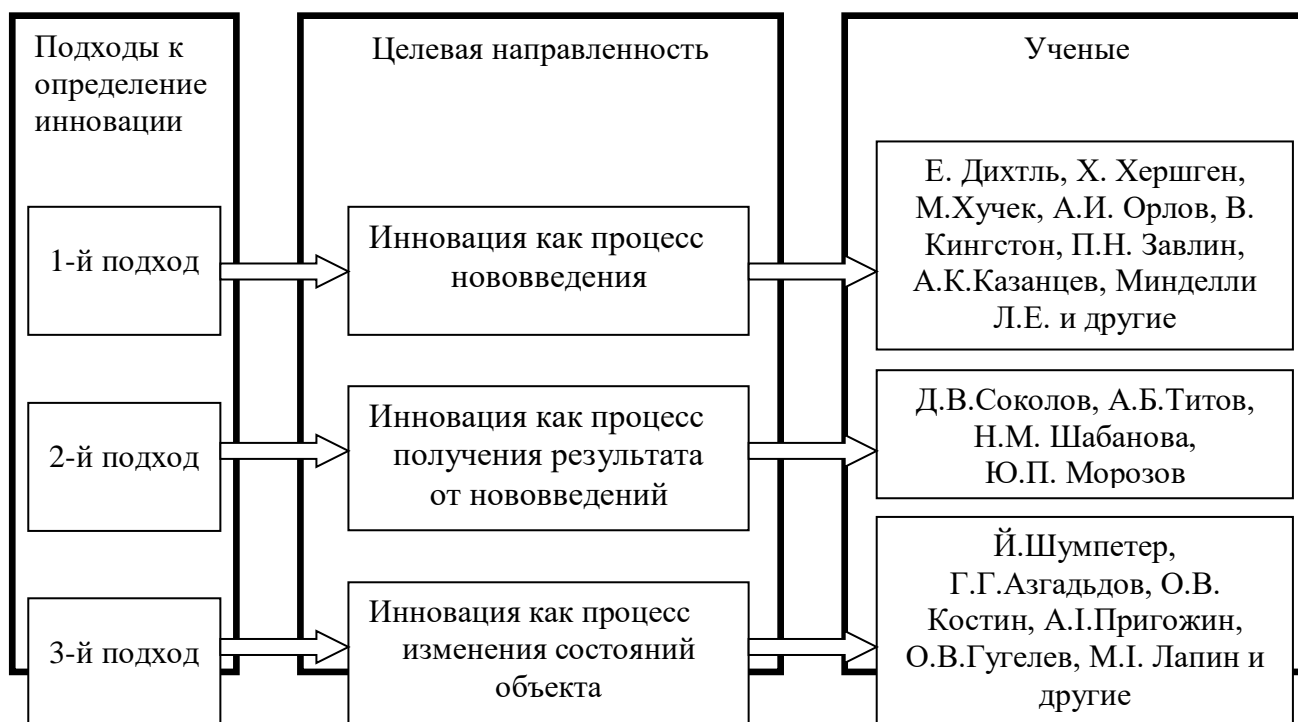 Подходы к
определение
инновации
Целевая направленность
Ученые
1-й подход
Инновация как процесс
нововведения
Е. Дихтль, Х. Хершген,
М.Хучек, А.И. Орлов, В.
Кингстон, П.Н. Завлин,
А.К.Казанцев, Минделли
Л.Е. и другие
2-й подход
Инновация как процесс
получения результата
от нововведений
Д.В.Соколов, А.Б.Титов,
Н.М. Шабанова,
Ю.П. Морозов
3-й подход
Инновация как процесс
изменения состояний
объекта
Й.Шумпетер,
Г.Г.Азгадьдов, О.В.
Костин, А.І.Пригожин,
О.В.Гугелев, М.І. Лапин и
другие